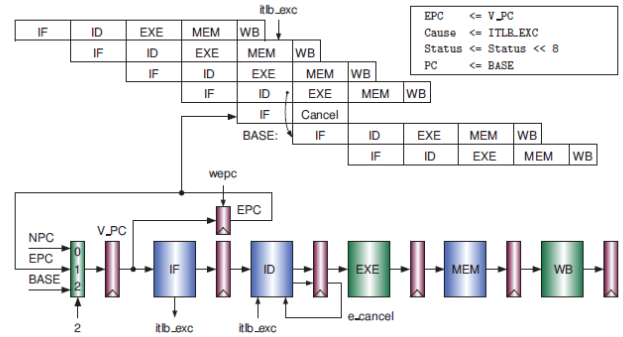 itlb_exc
EPC <= V_PC
Cause <= ITLB_EXC
Status <= Status << 8
PC <= BASE
IF ID EXE MEM WB
IF ID EXE MEM WB
IF ID EXE MEM WB
IF ID EXE MEM WB
IF Cancel
BASE: IF ID EXE MEM WB
IF ID EXE MEM WB
wepc
EPC
V_PC
NPC
EPC
BASE
0
1
2
IF ID EXE MEM WB
e_cancel
2 itlb_exc itlb_exc